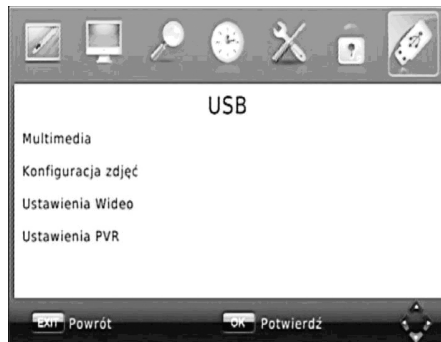 USB
Multimedia
Konfiguracja zdjęć
Ustawienia Wideo
Ustawienia PVR
EXIT Powrót OK Potwierdź